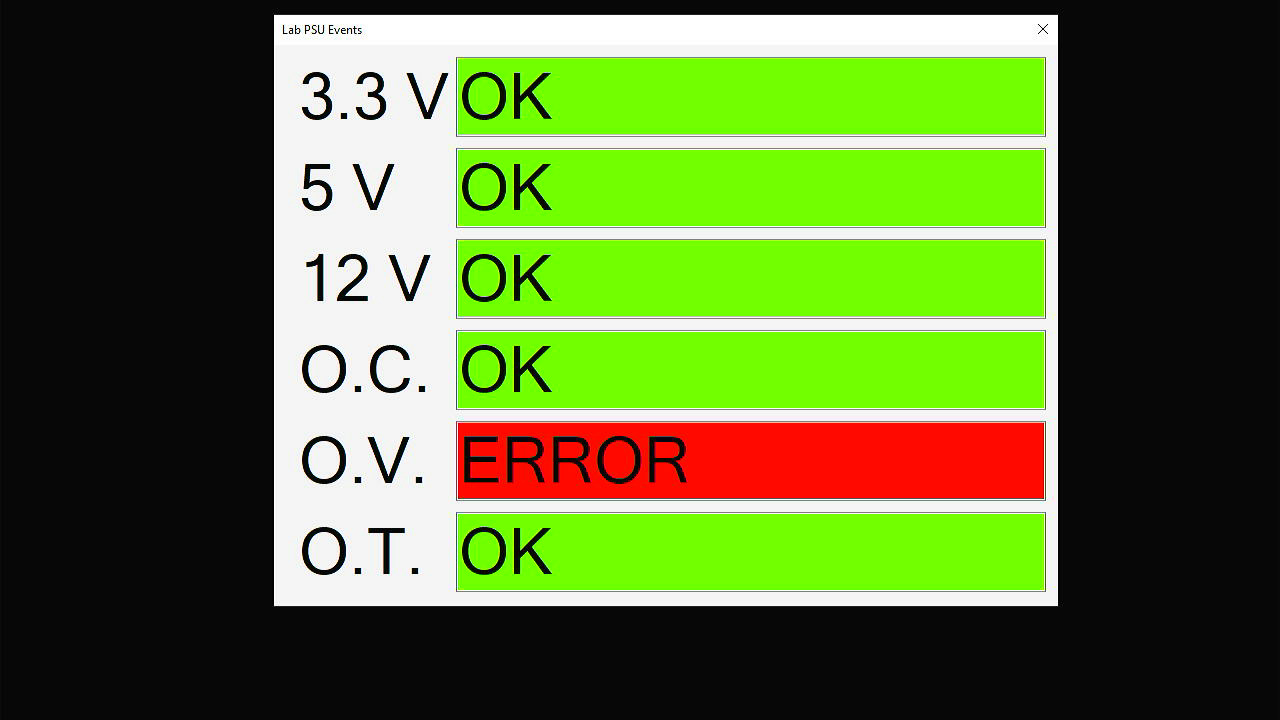 Lab PSU Events
3.3 V OK
5 V OK
12 V OK
O.C. OK
O.V. ERROR
O.T. OK